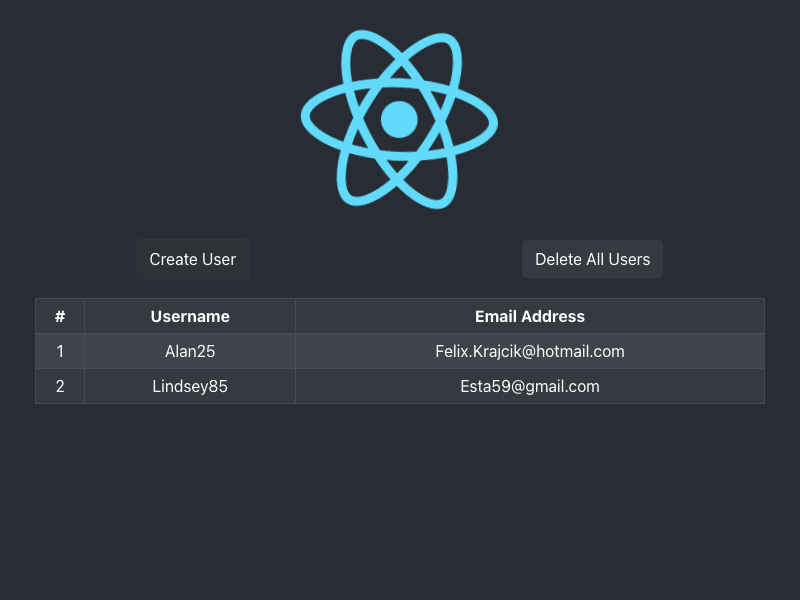 Create User Delete All Users
# Username Email Address
1 Alan25 Felix.Krajcik@hotmail.com
2 Lindsey85 Esta59@gmail.com